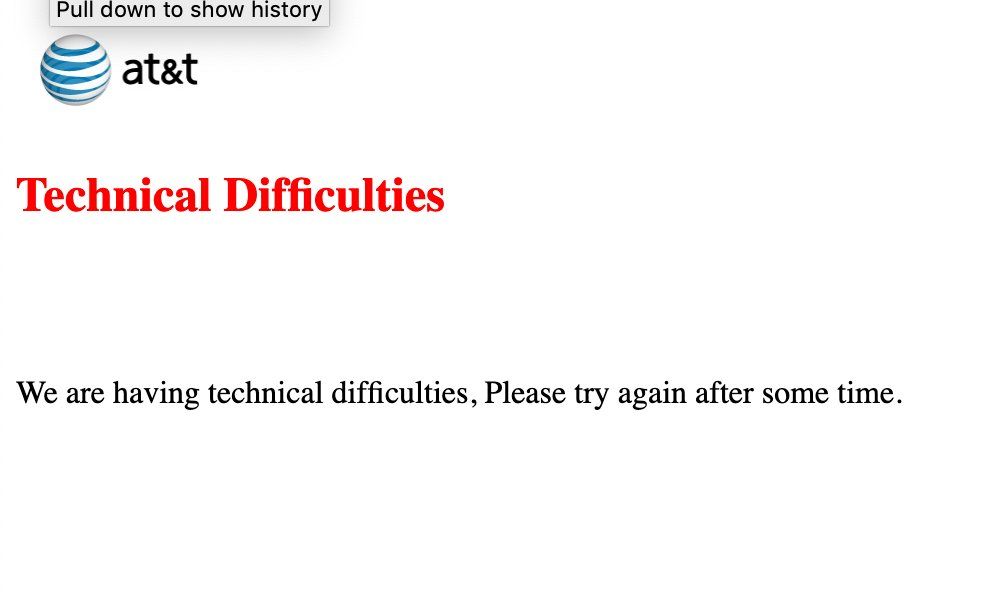 Pull down to show history
at&t
Technical Difficulties
We are having technical difficulties, Please try again after some time.